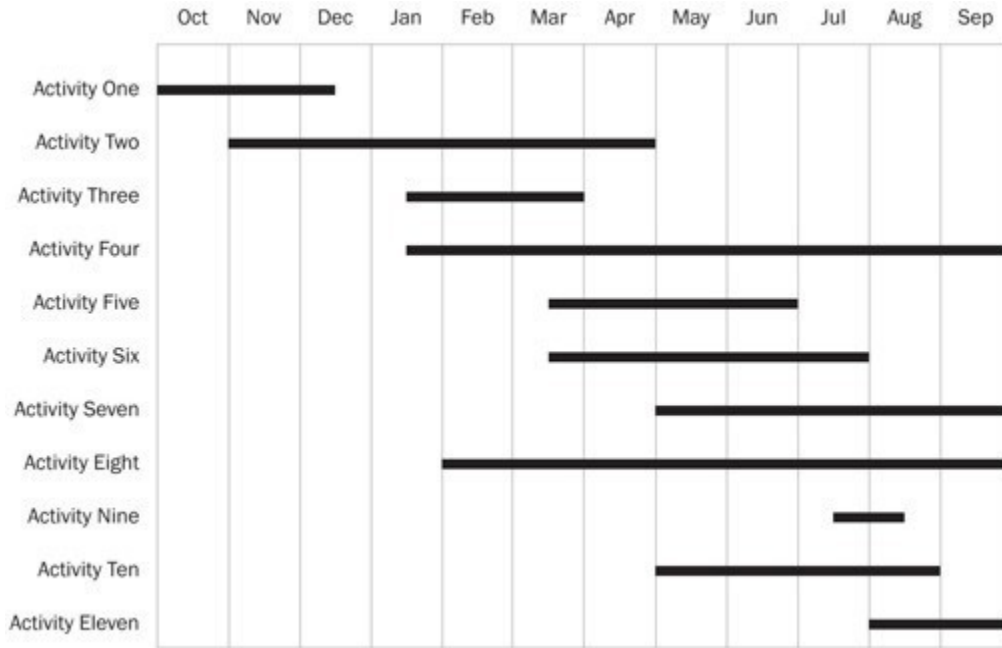 Oct Nov Dec Jan Feb Mar Apr May Jun Jul Aug Sep
Activity One
Activity Two
Activity Three
Activity Four
Activity Five
Activity Six
Activity Seven
Activity Eight
Activity Nine
Activity Ten
Activity Eleven